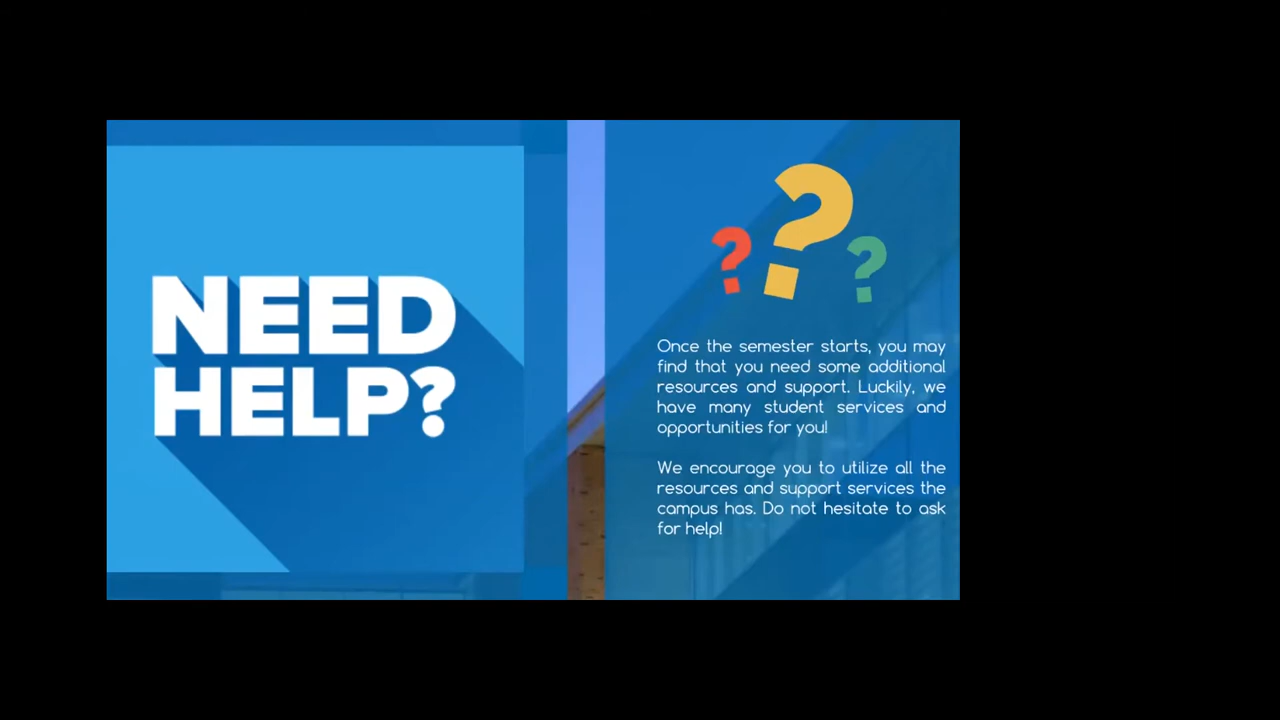 NEED
HELP?
? ? ?
Once the semester starts, you may
find that you need some additional
resources and support. Luckily, we
have many student services and
opportunities for you!
We encourage you to utilize all the
resources and support services the
campus has. Do not hesitate to ask
for help!